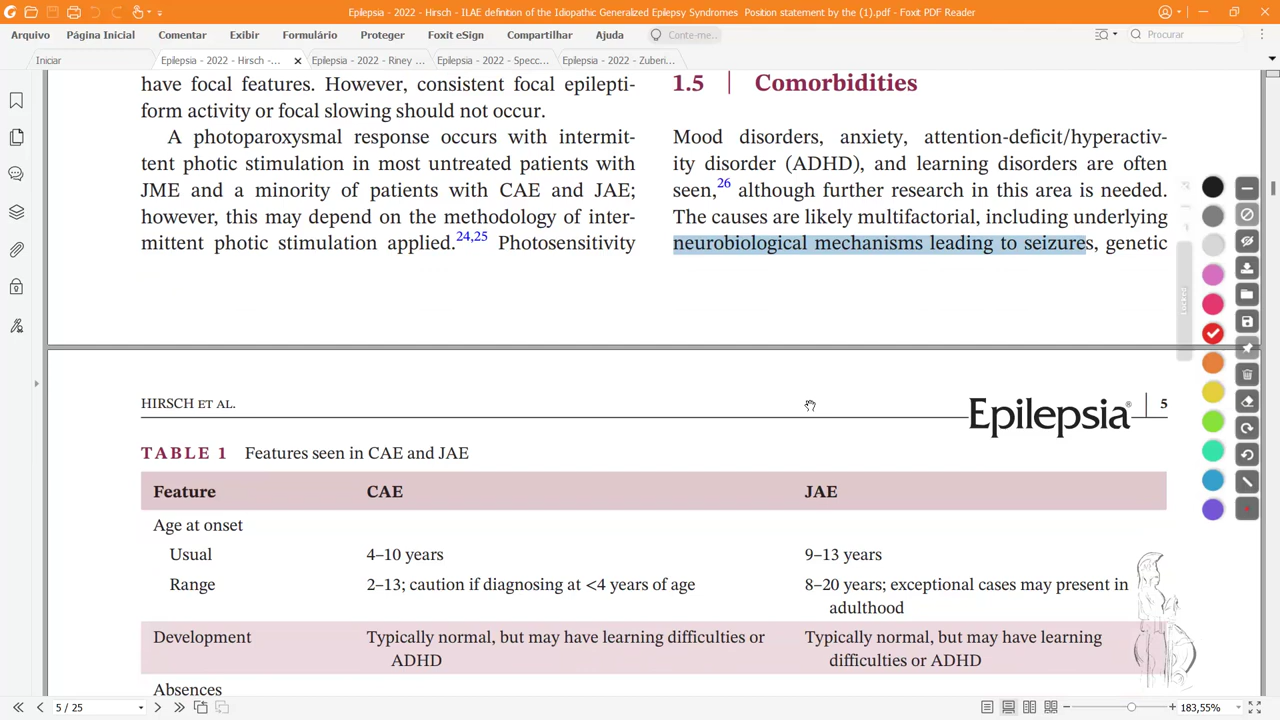 Epilepsia - 2022 - Hirsch - ILAE definition of the Idiopathic Generalized Epilepsy Syndromes Position statement by the (1).pdf - Foxit PDF Reader
Arquivo Página Inicial Comentar Exibir Formulário Proteger Foxit eSign Compartilhar Ajuda Conte-me... Procurar
Iniciar Epilepsia - 2022 - Hirsch -... Epilepsia - 2022 - Riney ... Epilepsia - 2022 - Specc... Epilepsia - 2022 - Zuberi...
have focal features. However, consistent focal epilepti-
form activity or focal slowing should not occur.
A photoparoxysmal response occurs with intermit-
tent photic stimulation in most untreated patients with
JME and a minority of patients with CAE and JAE;
however, this may depend on the methodology of inter-
mittent photic stimulation applied.24,25 Photosensitivity
1.5 | Comorbidities
Mood disorders, anxiety, attention-deficit/hyperactiv-
ity disorder (ADHD), and learning disorders are often
seen,26 although further research in this area is needed.
The causes are likely multifactorial, including underlying
neurobiological mechanisms leading to seizures, genetic
Locked
HIRSCH ET AL.
Epilepsia® | 5
TABLE 1 Features seen in CAE and JAE
Feature CAE JAE
Age at onset
Usual 4–10 years 9–13 years
Range 2–13; caution if diagnosing at <4 years of age 8–20 years; exceptional cases may present in
adulthood
Development Typically normal, but may have learning difficulties or Typically normal, but may have learning
ADHD difficulties or ADHD
Absences
5 / 25 183,55%